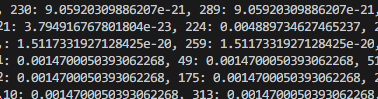 , 230: 9.05920309886207e-21, 289: 9.05920309886207e-21,
21: 3.794916767801804e-23, 224: 0.004889734627465237, 2
, 1.5117331927128425e-20, 259: 1.5117331927128425e-20,
: 0.0014700050393062268, 49: 0.0014700050393062268, 51
2: 0.0014700050393062268, 175: 0.0014700050393062268,
10: 0.0014700050393062268, 313: 0.0014700050393062268,